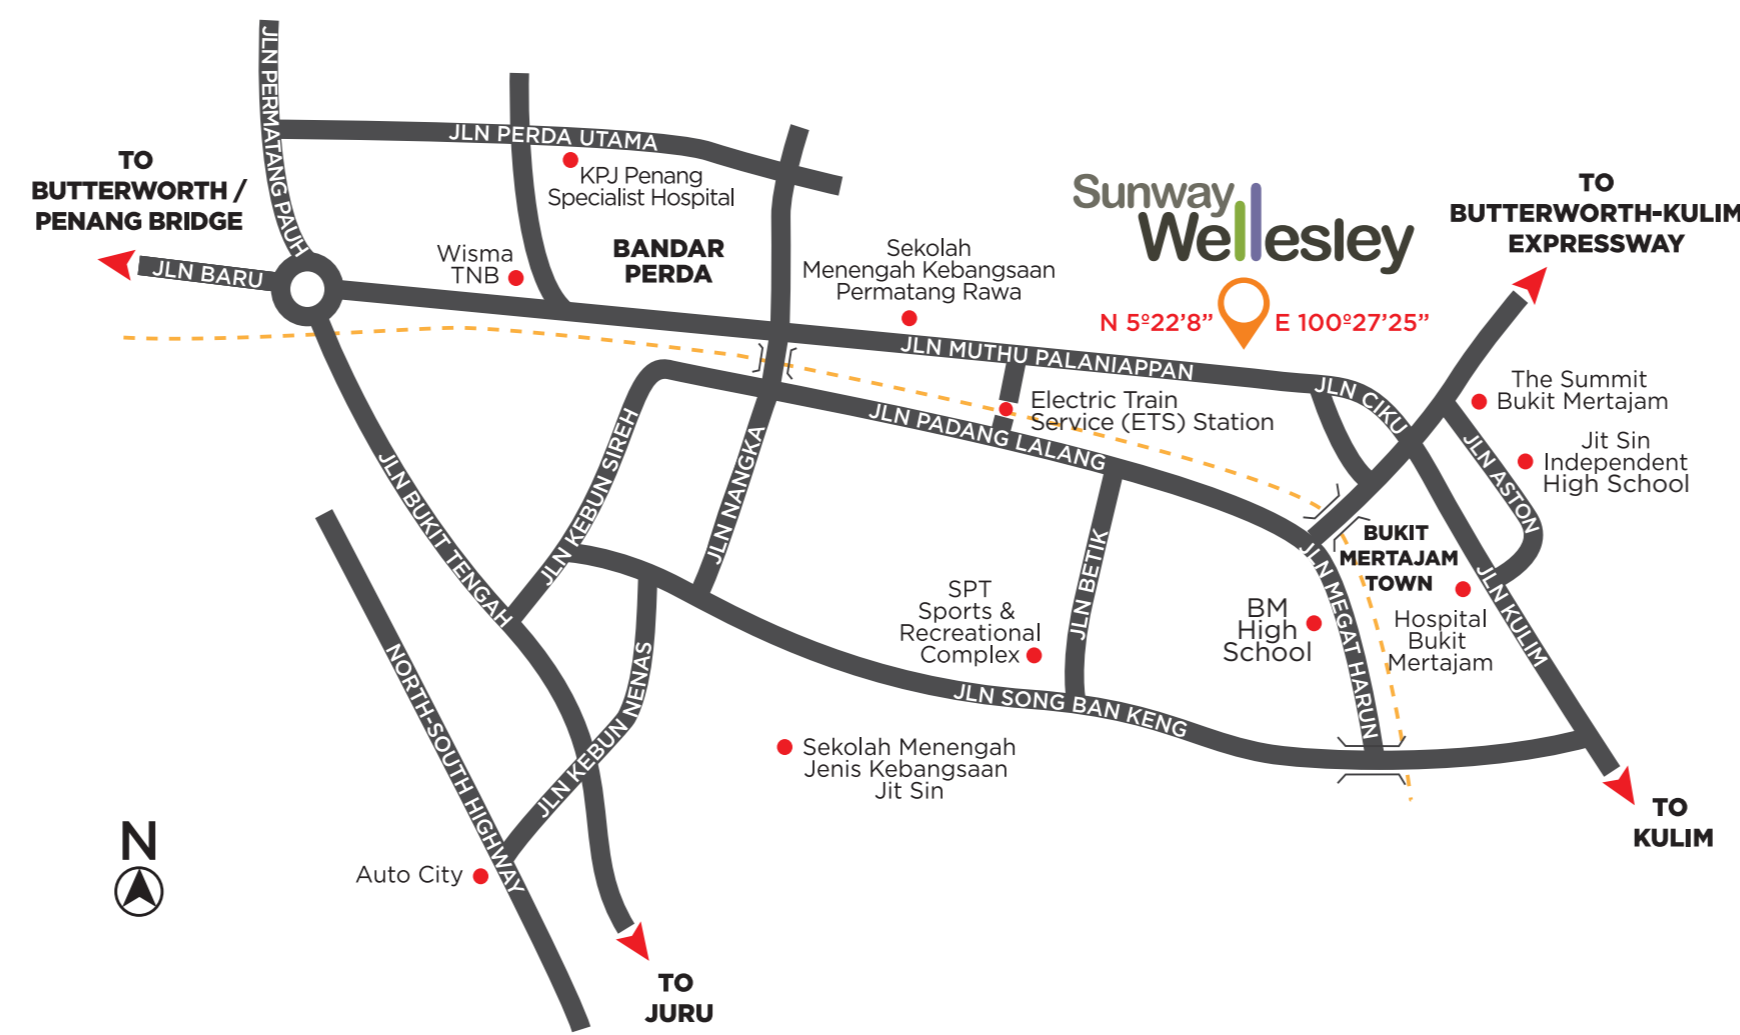 JLN PERMATANG PAUH
JLN PERDA UTAMA
TO
BUTTERWORTH /
PENANG BRIDGE
JLN BARU
KPJ Penang
Specialist Hospital
Wisma
TNB
BANDAR
PERDA
Sekolah
Menengah Kebangsaan
Permatang Rawa
Sunway
Wellesley
N 5º22’8”
E 100º27’25”
TO
BUTTERWORTH-KULIM
EXPRESSWAY
JLN MUTHU PALANIAPPAN
JLN CIKU
The Summit
Bukit Mertajam
Electric Train
Service (ETS) Station
JLN PADANG LALANG
JLN KEBUN SIREH
JLN NANGKA
JLN BUKIT TENGAH
Jit Sin
Independent
High School
JLN ASTON
BUKIT
MERTAJAM
TOWN
JLN BETIK
JLN MEGAT HARUN
JLN KULIM
SPT
Sports &
Recreational
Complex
BM
High
School
Hospital
Bukit
Mertajam
NORTH-SOUTH HIGHWAY
JLN KEBUN NENAS
JLN SONG BAN KENG
Sekolah Menengah
Jenis Kebangsaan
Jit Sin
Auto City
N
TO
KULIM
TO
JURU